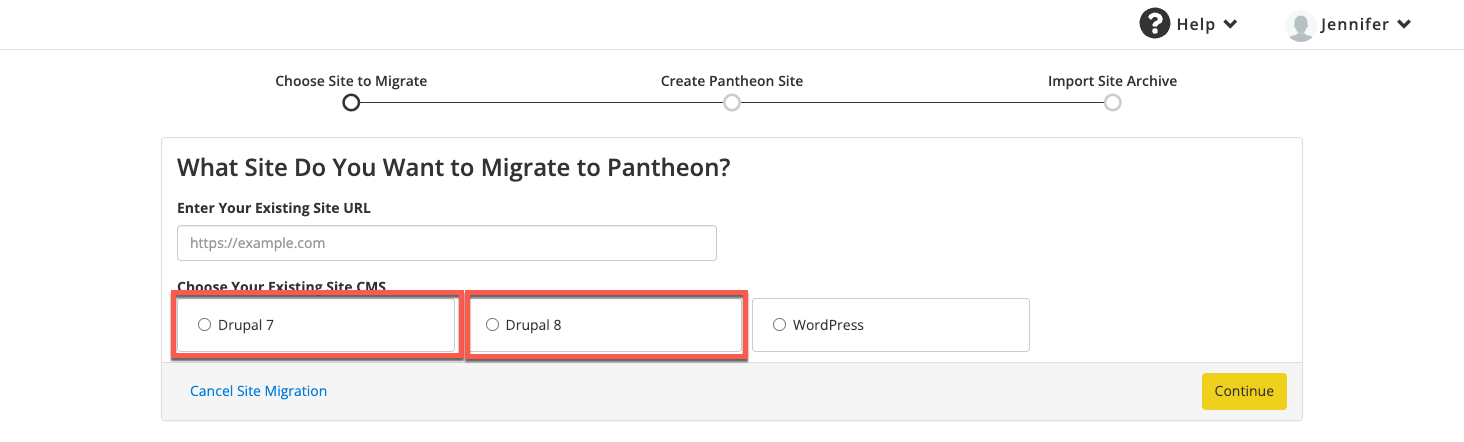 ? Help Jennifer
Choose Site to Migrate Create Pantheon Site Import Site Archive
What Site Do You Want to Migrate to Pantheon?
Enter Your Existing Site URL
https://example.com
Choose Your Existing Site CMS
Drupal 7 Drupal 8 WordPress
Cancel Site Migration Continue